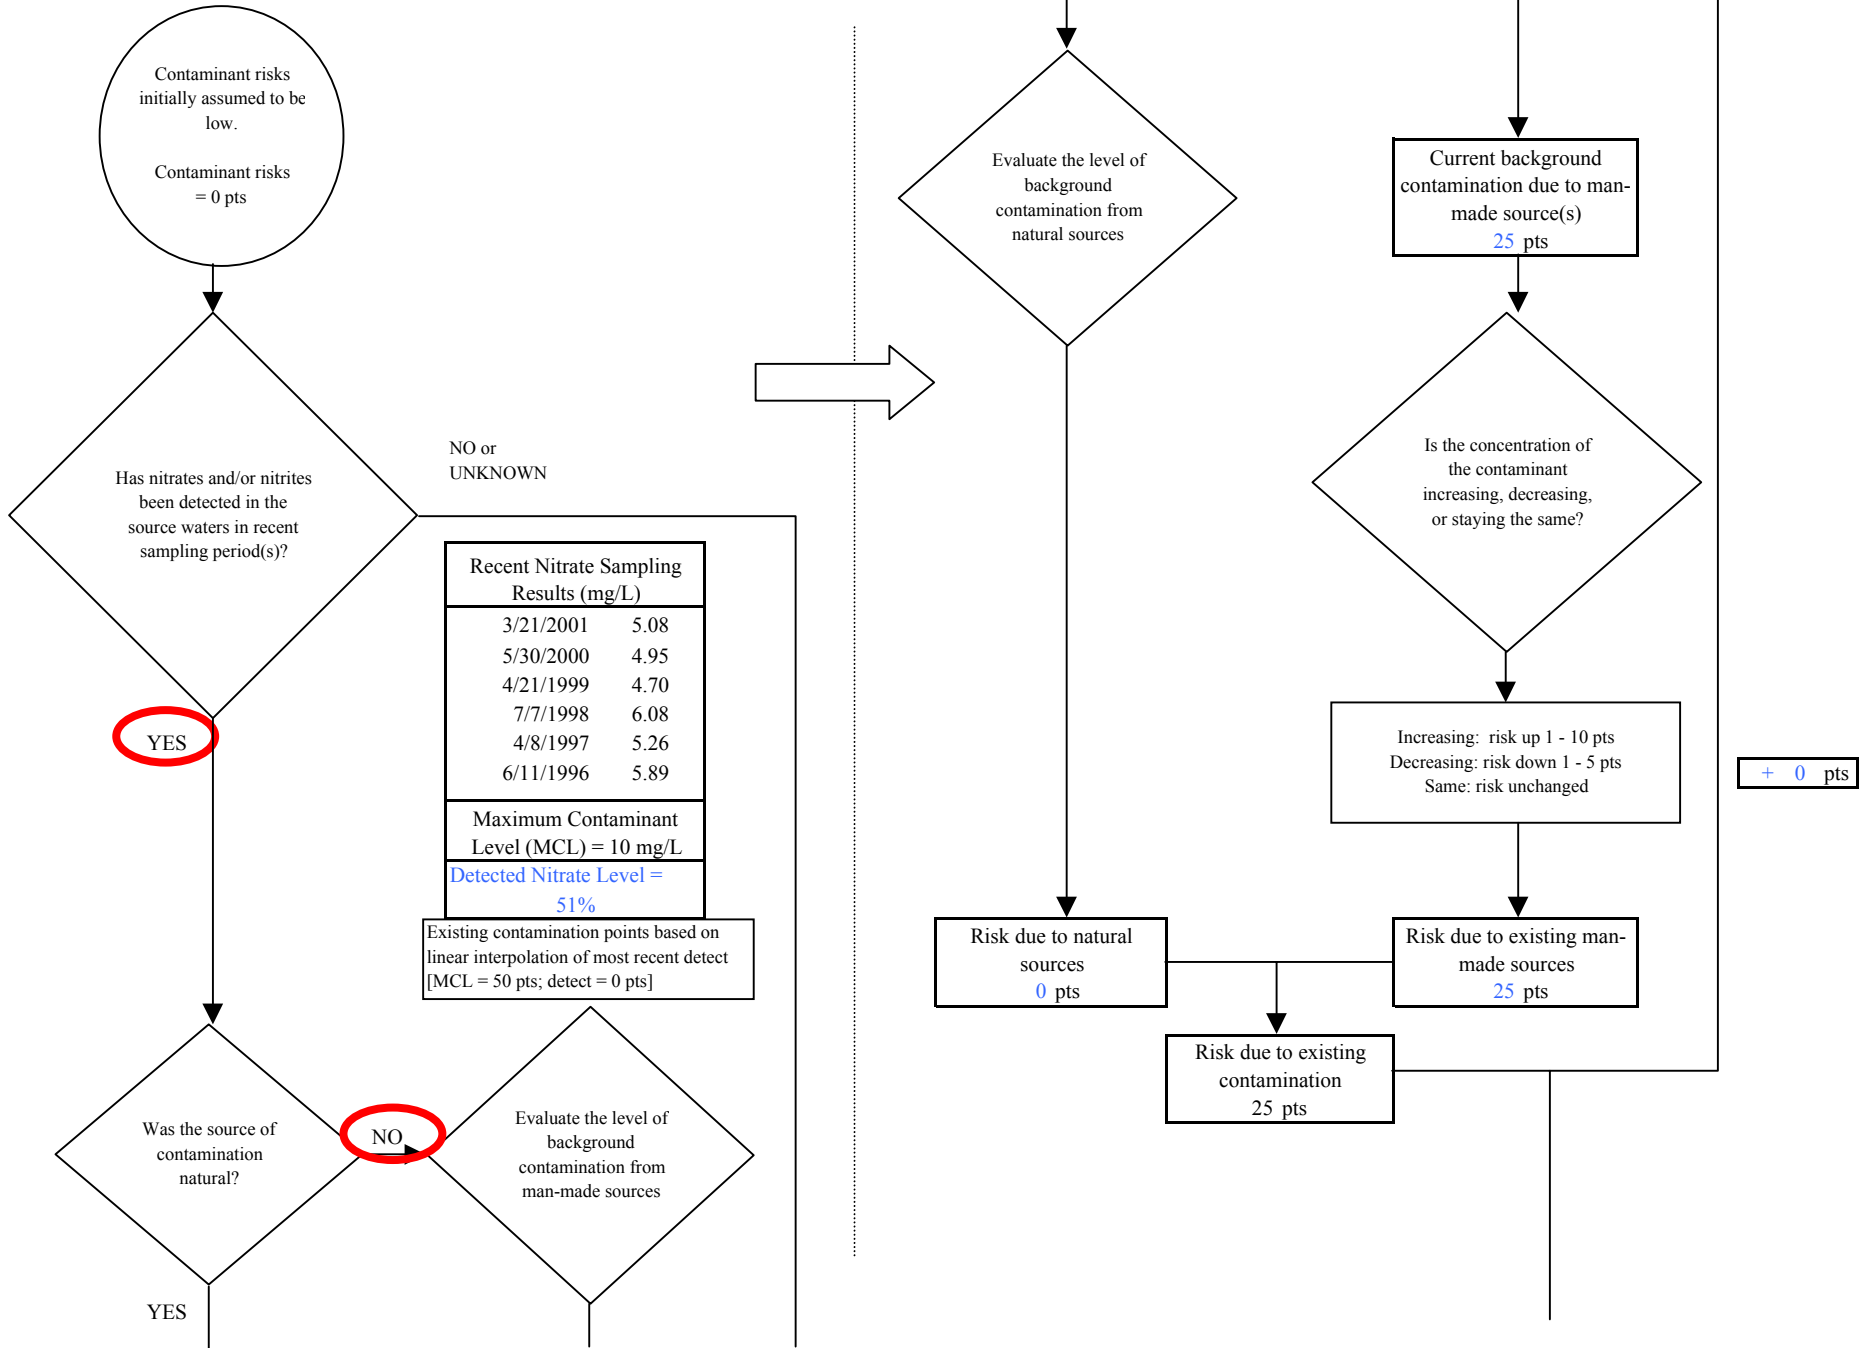 Contaminant risks
initially assumed to be
low.
Contaminant risks
= 0 pts
Has nitrates and/or nitrites
been detected in the
source waters in recent
sampling period(s)?
NO or
UNKNOWN
YES
Recent Nitrate Sampling
Results (mg/L)
3/21/2001 5.08
5/30/2000 4.95
4/21/1999 4.70
7/7/1998 6.08
4/8/1997 5.26
6/11/1996 5.89
Maximum Contaminant
Level (MCL) = 10 mg/L
Detected Nitrate Level =
51%
Existing contamination points based on
linear interpolation of most recent detect
[MCL = 50 pts; detect = 0 pts]
Was the source of
contamination
natural?
NO
YES
Evaluate the level of
background
contamination from
man-made sources
Evaluate the level of
background
contamination from
natural sources
Current background
contamination due to man-
made source(s)
25 pts
Is the concentration of
the contaminant
increasing, decreasing,
or staying the same?
Increasing: risk up 1 - 10 pts
Decreasing: risk down 1 - 5 pts
Same: risk unchanged
+ 0 pts
Risk due to natural
sources
0 pts
Risk due to existing man-
made sources
25 pts
Risk due to existing
contamination
25 pts